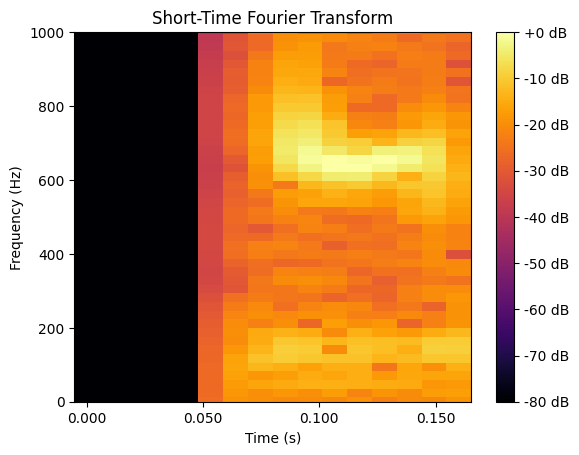 Short-Time Fourier Transform
1000
800
600
400
200
0
Frequency (Hz)
0.000
0.050
0.100
0.150
Time (s)
+0 dB
-10 dB
-20 dB
-30 dB
-40 dB
-50 dB
-60 dB
-70 dB
-80 dB